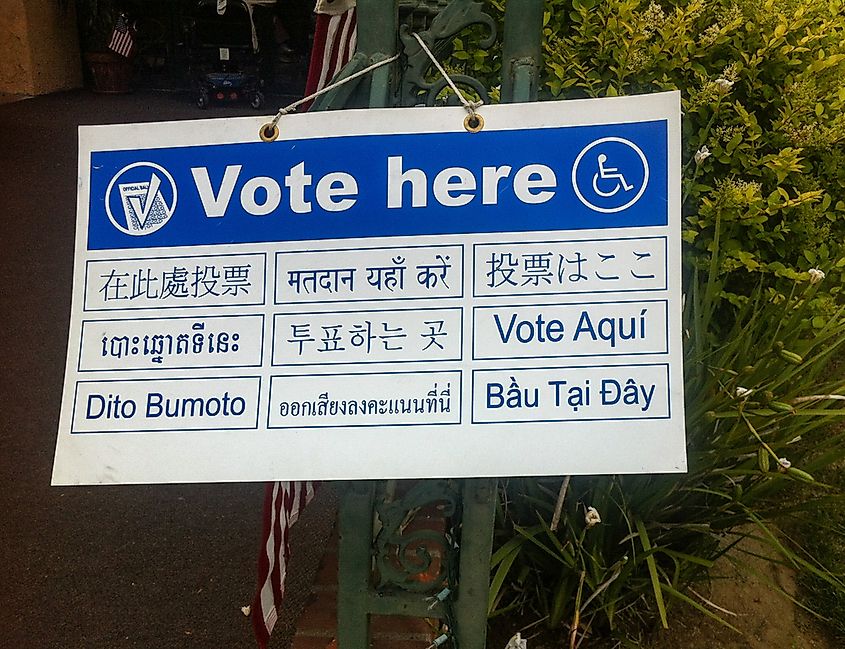 OFFICIAL BAL
Vote here
在此處投票
मतदान यहाँ करें
投票はここ
បោះឆ្នោតទីនេះ
투표하는 곳
Vote Aquí
Dito Bumoto
ออกเสียงลงคะแนนที่นี่
Bầu Tại Đây